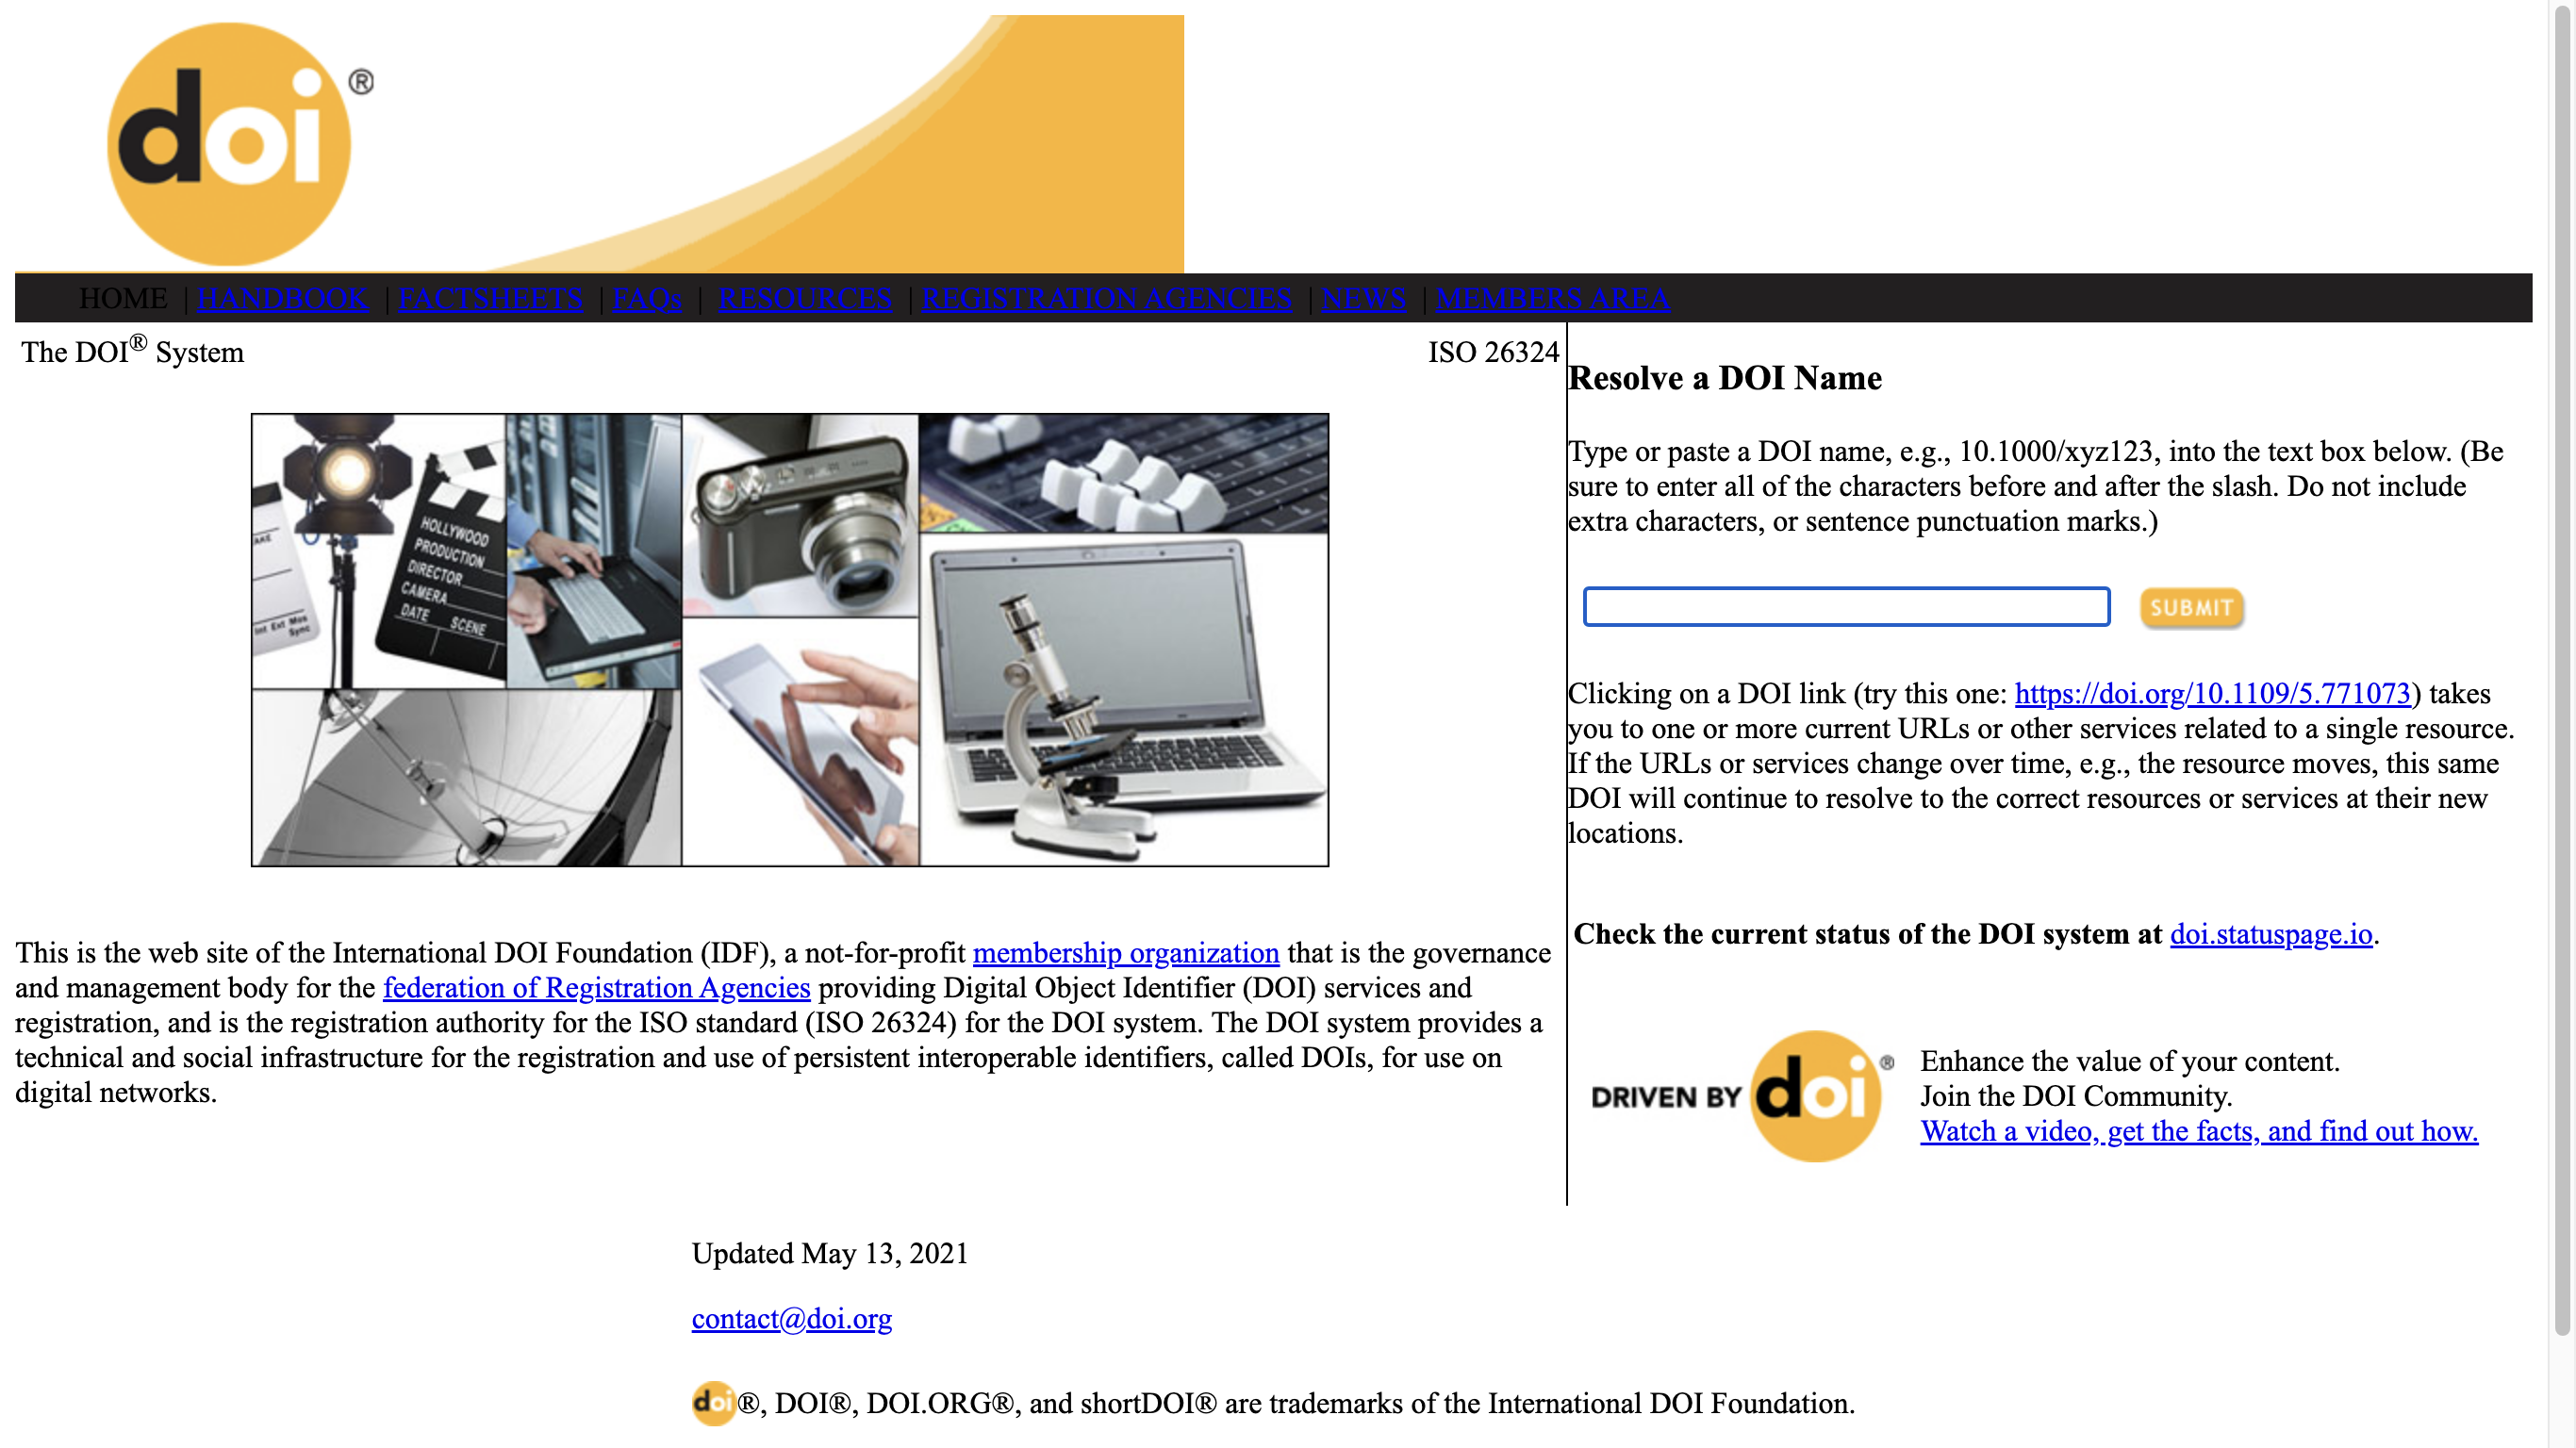 doi®
HOME | HANDBOOK | FACTSHEETS | FAQs | RESOURCES | REGISTRATION AGENCIES | NEWS | MEMBERS AREA
The DOI® System
ISO 26324
HOLLYWOOD
PRODUCTION
DIRECTOR
CAMERA
DATE SCENE
Int Ext Mos
Sync
This is the web site of the International DOI Foundation (IDF), a not-for-profit membership organization that is the governance
and management body for the federation of Registration Agencies providing Digital Object Identifier (DOI) services and
registration, and is the registration authority for the ISO standard (ISO 26324) for the DOI system. The DOI system provides a
technical and social infrastructure for the registration and use of persistent interoperable identifiers, called DOIs, for use on
digital networks.
Resolve a DOI Name
Type or paste a DOI name, e.g., 10.1000/xyz123, into the text box below. (Be
sure to enter all of the characters before and after the slash. Do not include
extra characters, or sentence punctuation marks.)
SUBMIT
Clicking on a DOI link (try this one: https://doi.org/10.1109/5.771073) takes
you to one or more current URLs or other services related to a single resource.
If the URLs or services change over time, e.g., the resource moves, this same
DOI will continue to resolve to the correct resources or services at their new
locations.
Check the current status of the DOI system at doi.statuspage.io.
DRIVEN BY doi®
Enhance the value of your content.
Join the DOI Community.
Watch a video, get the facts, and find out how.
Updated May 13, 2021
contact@doi.org
doi®, DOI®, DOI.ORG®, and shortDOI® are trademarks of the International DOI Foundation.